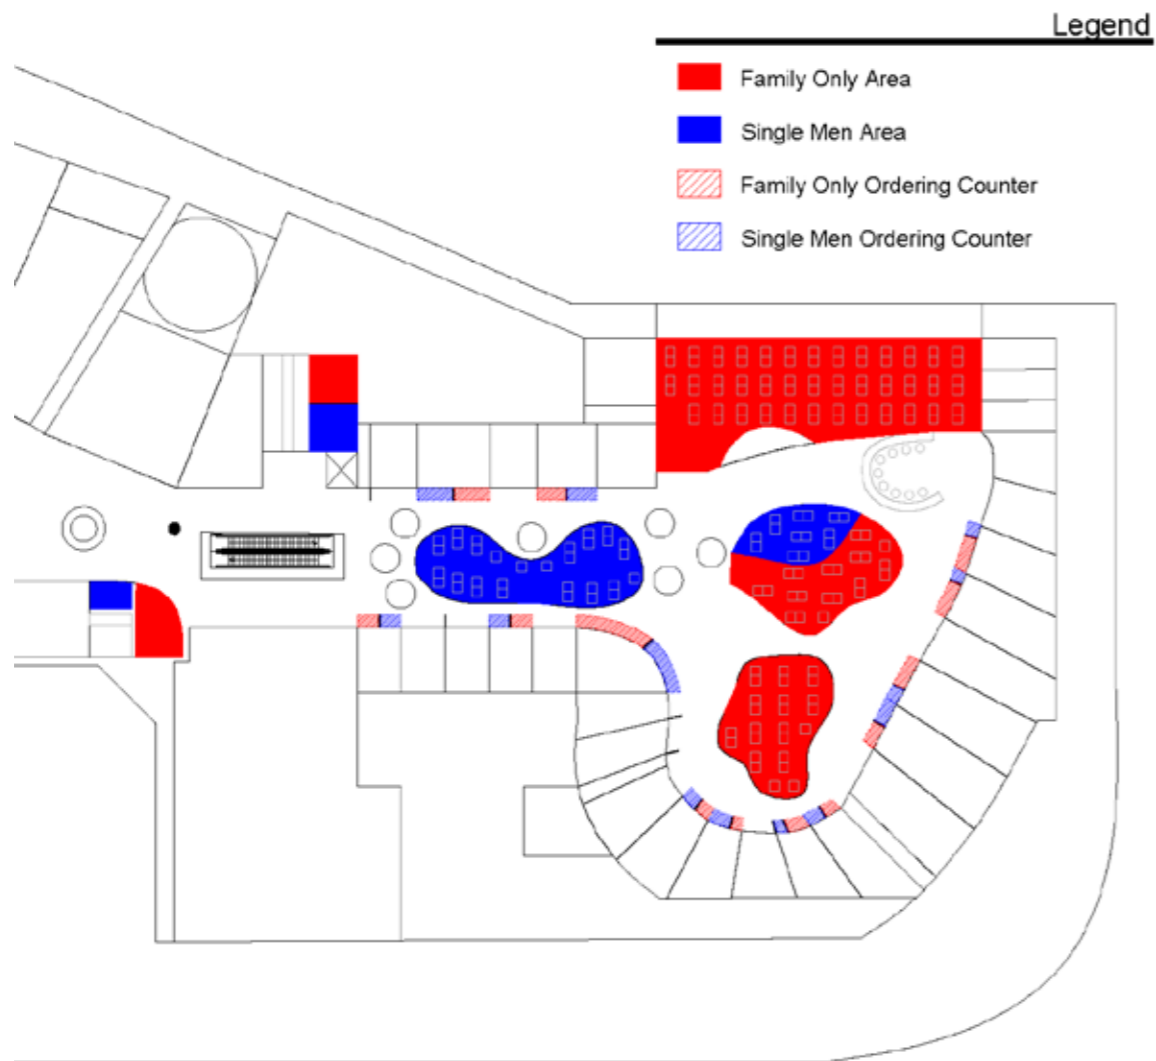 Legend
Family Only Area
Single Men Area
Family Only Ordering Counter
Single Men Ordering Counter